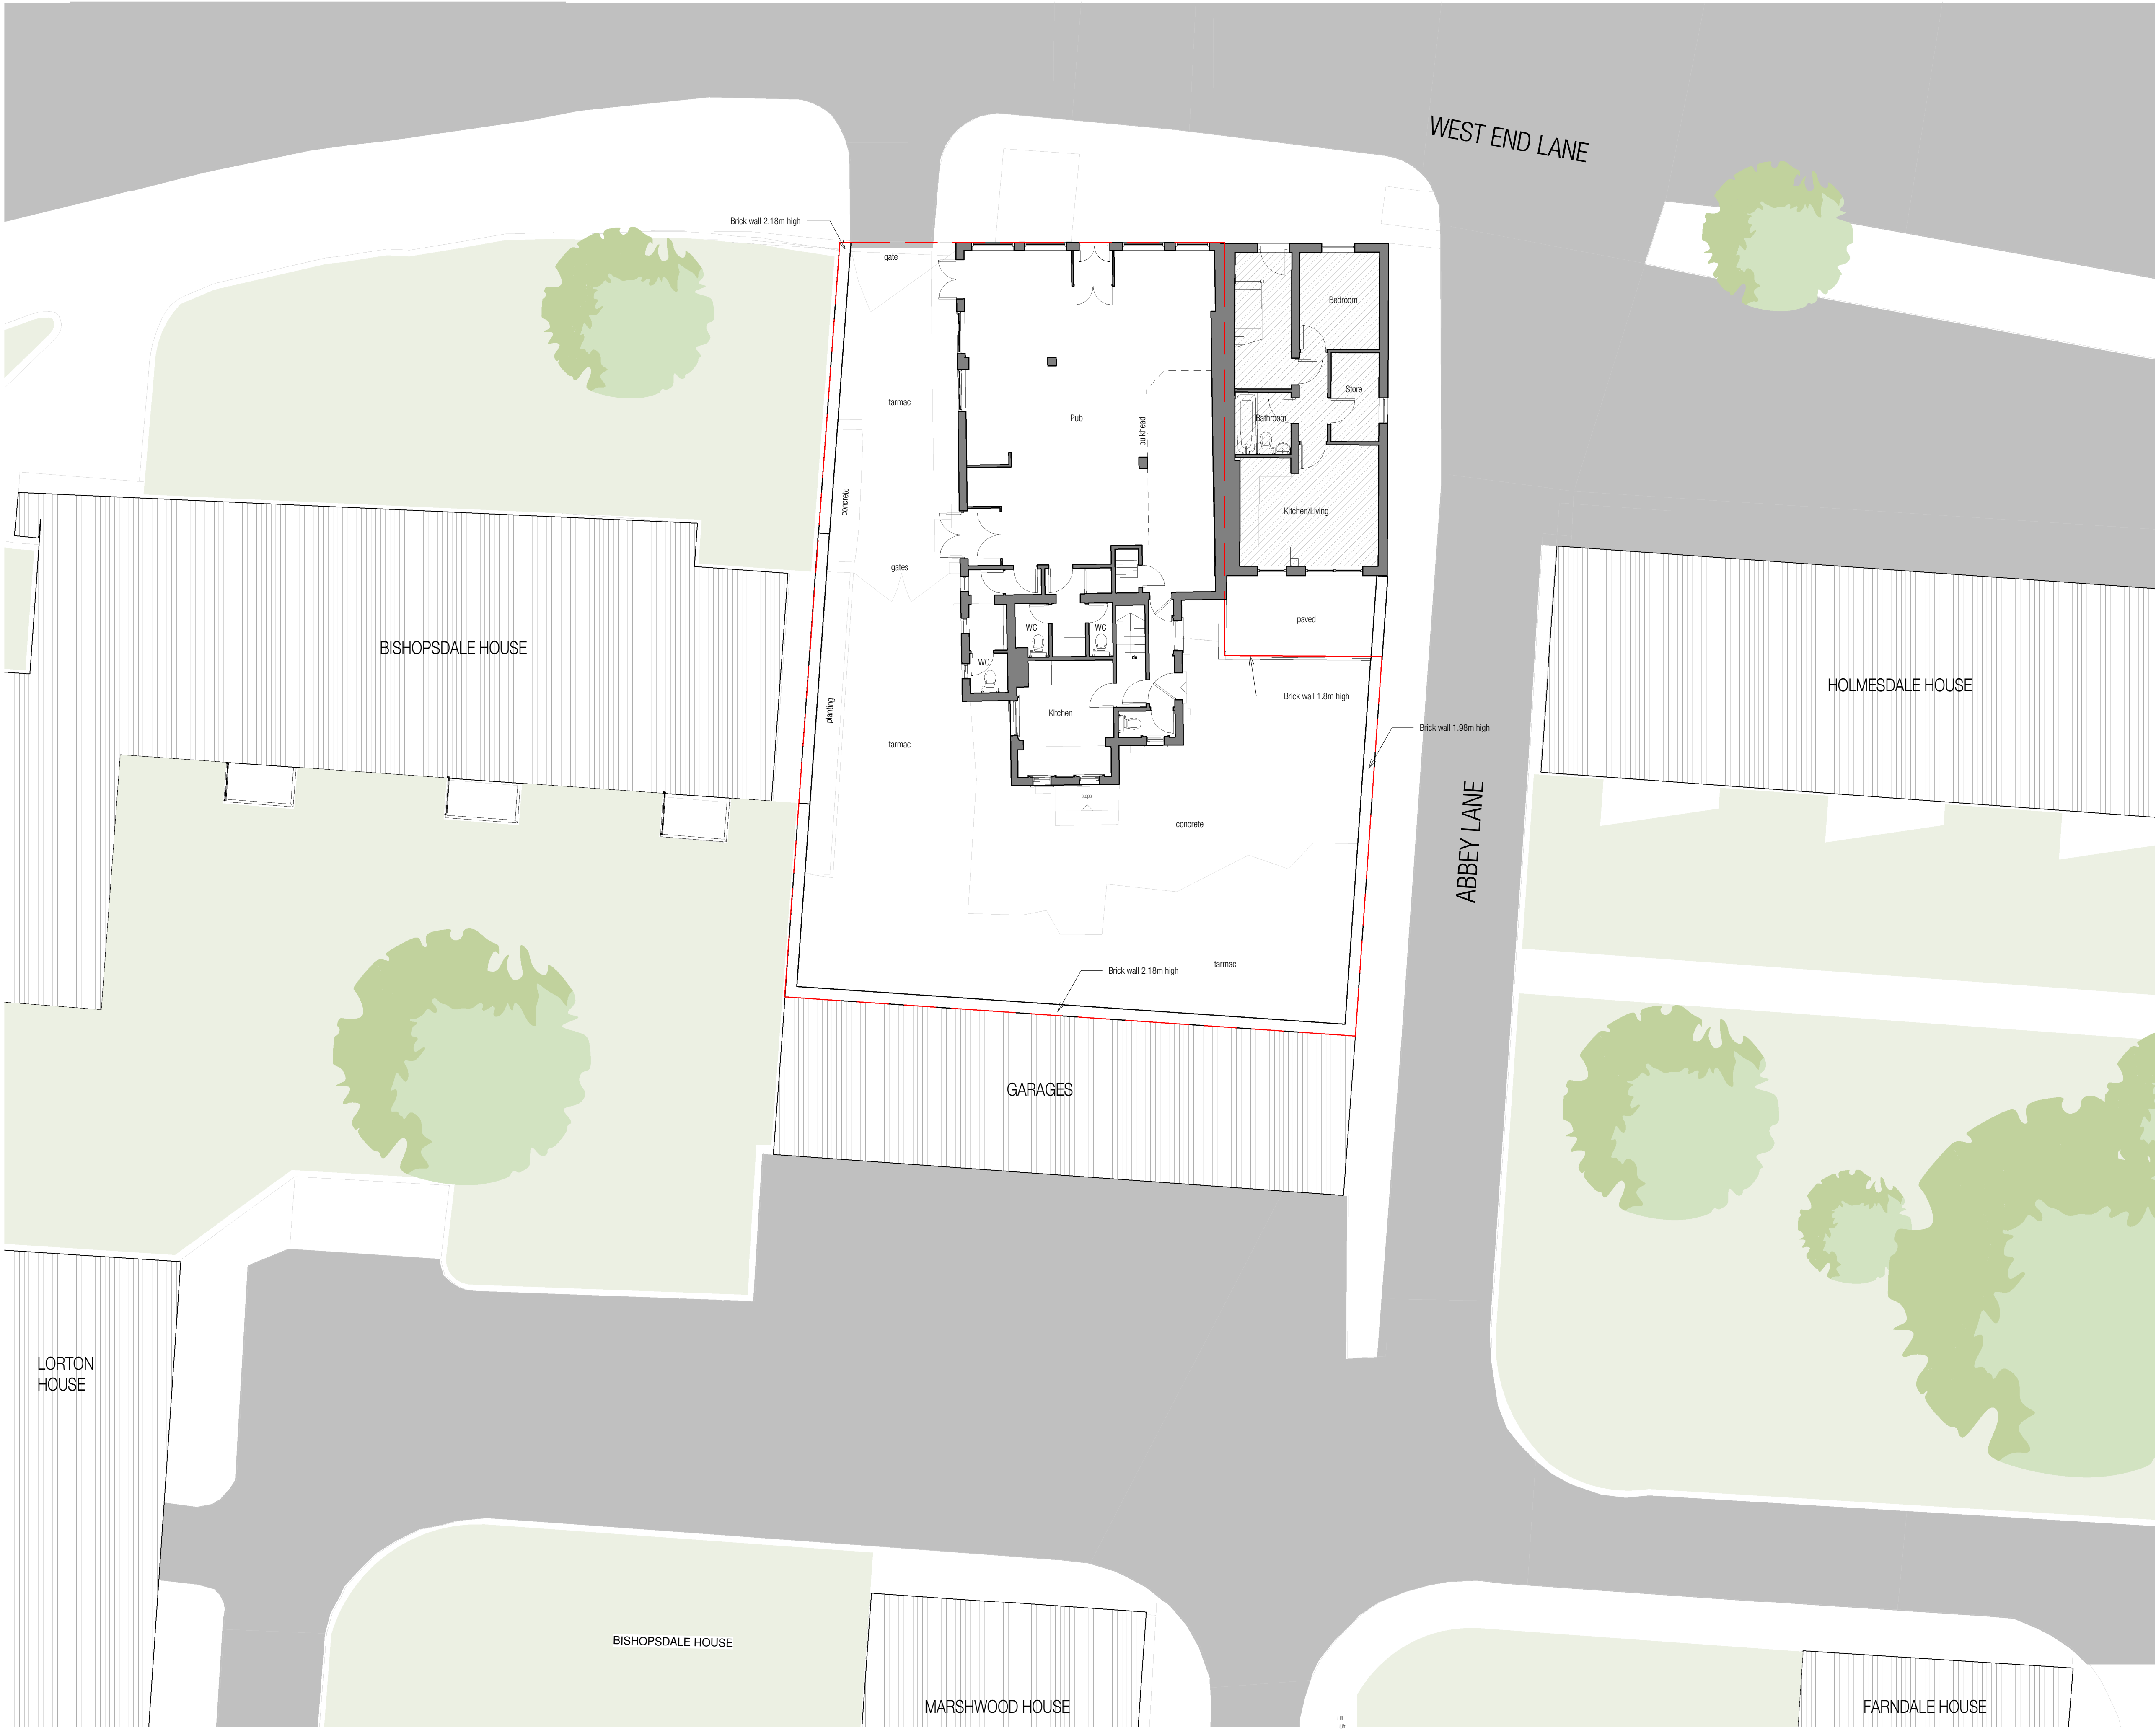 WEST END LANE
Brick wall 2.18m high
gate
Bedroom
Store
tarmac
Pub
bulkhead
Bathroom
concrete
Kitchen/Living
gates
paved
WC
WC
WC
BISHOPSDALE HOUSE
HOLMESDALE HOUSE
Brick wall 1.8m high
planting
Kitchen
Brick wall 1.98m high
tarmac
steps
concrete
ABBEY LANE
tarmac
Brick wall 2.18m high
GARAGES
LORTON
HOUSE
BISHOPSDALE HOUSE
MARSHWOOD HOUSE
FARNDALE HOUSE
Lift
Lift